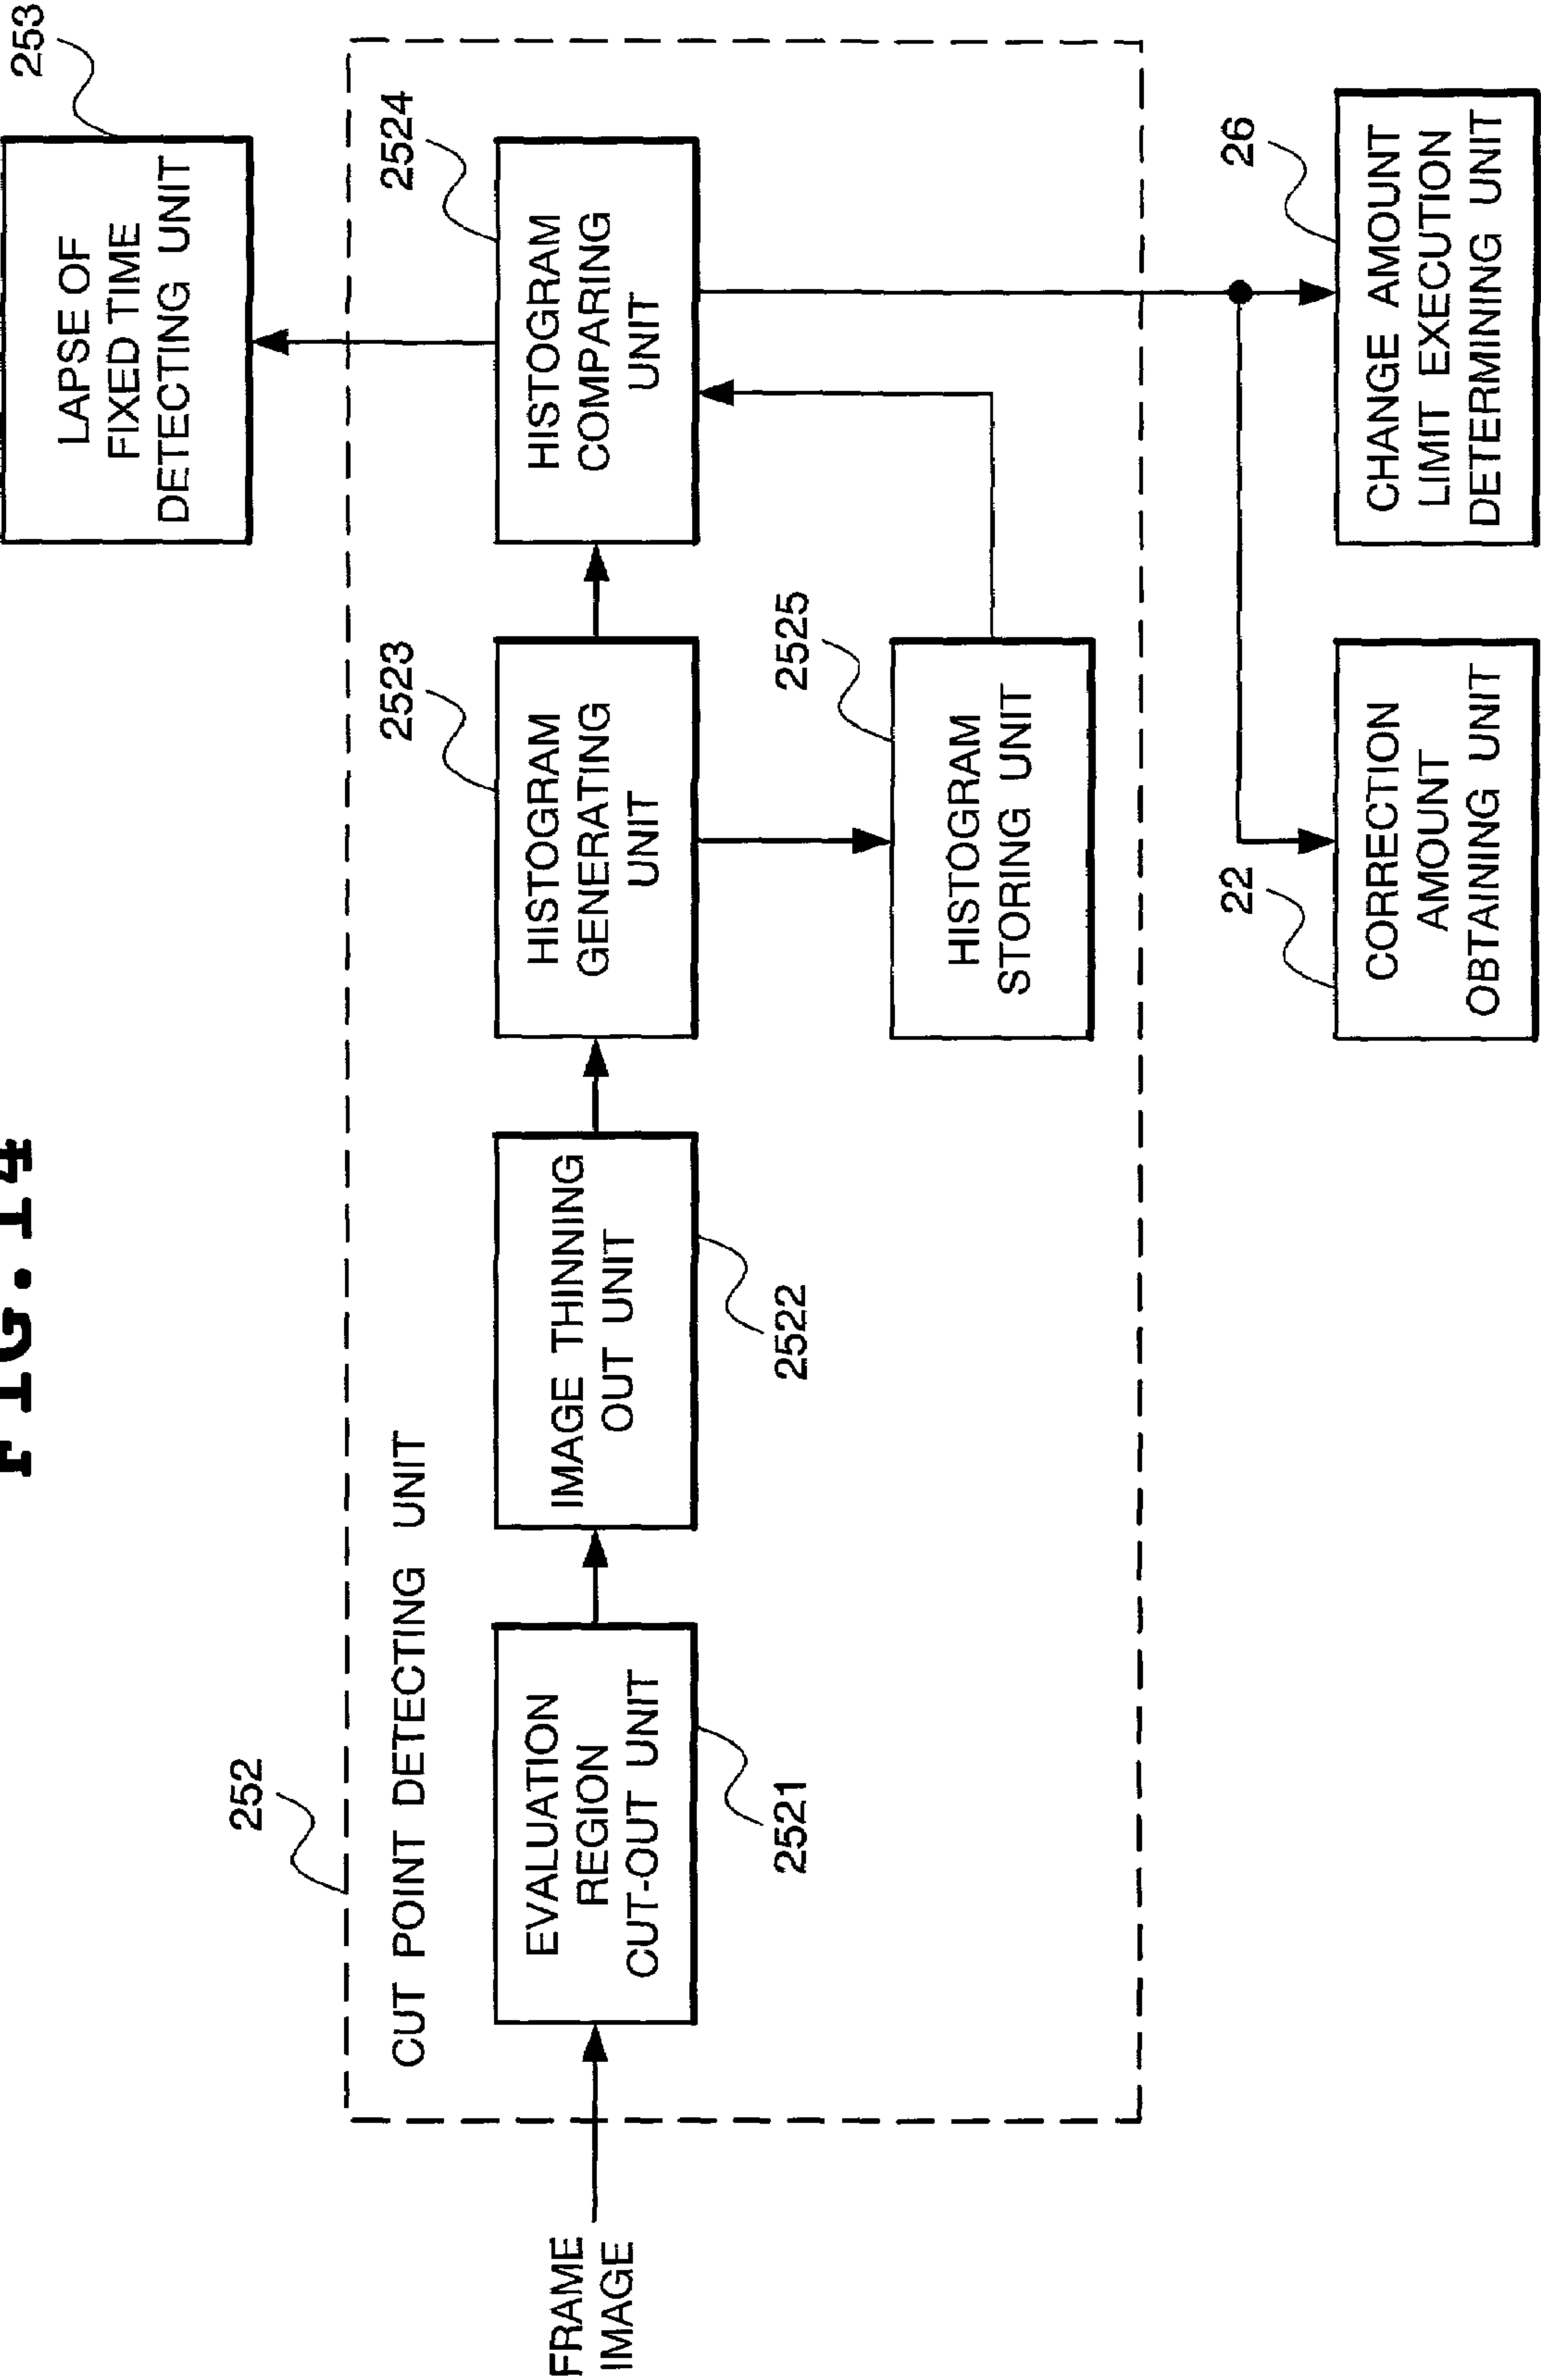 FIG.14
253
LAPSE OF
FIXED TIME
DETECTING UNIT
252
CUT POINT DETECTING UNIT
2524
HISTOGRAM
COMPARING
UNIT
2523
HISTOGRAM
GENERATING
UNIT
IMAGE THINNING
OUT UNIT
2522
EVALUATION
REGION
CUT-OUT UNIT
2521
FRAME
IMAGE
2525
HISTOGRAM
STORING UNIT
22
CORRECTION
AMOUNT
OBTAINING UNIT
26
CHANGE AMOUNT
LIMIT EXECUTION
DETERMINING UNIT